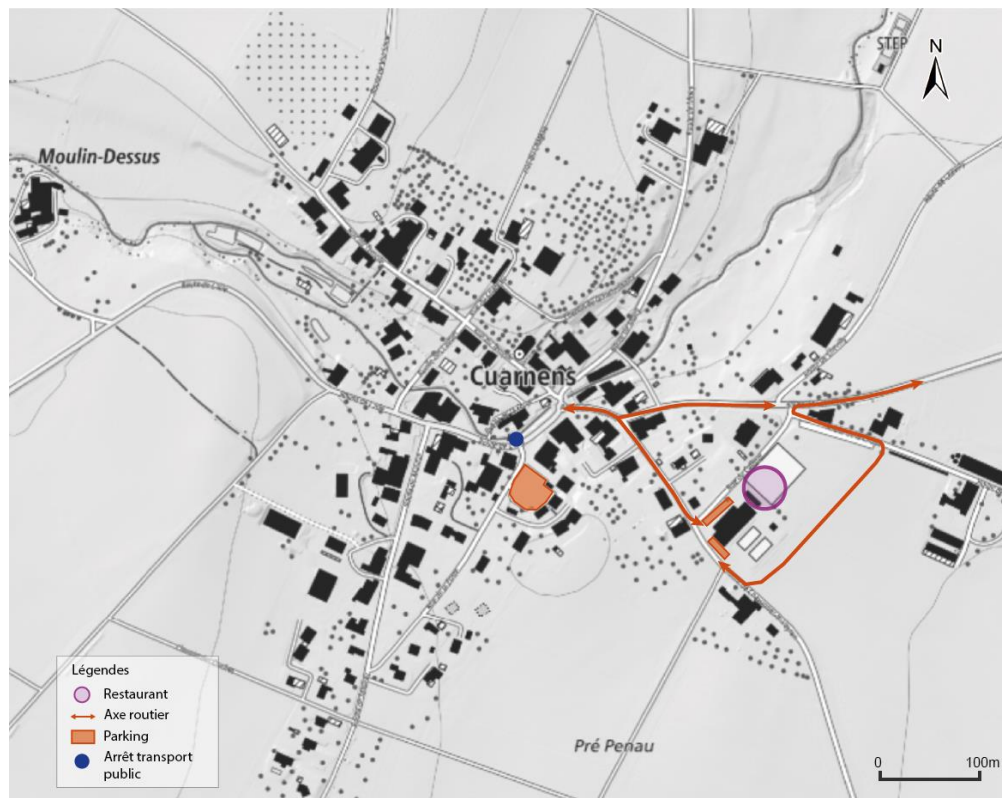 STEP
N
Moulin-Dessus
Cuarnens
Pré Penau
Légendes
Restaurant
Axe routier
Parking
Arrêt transport
public
0 100m